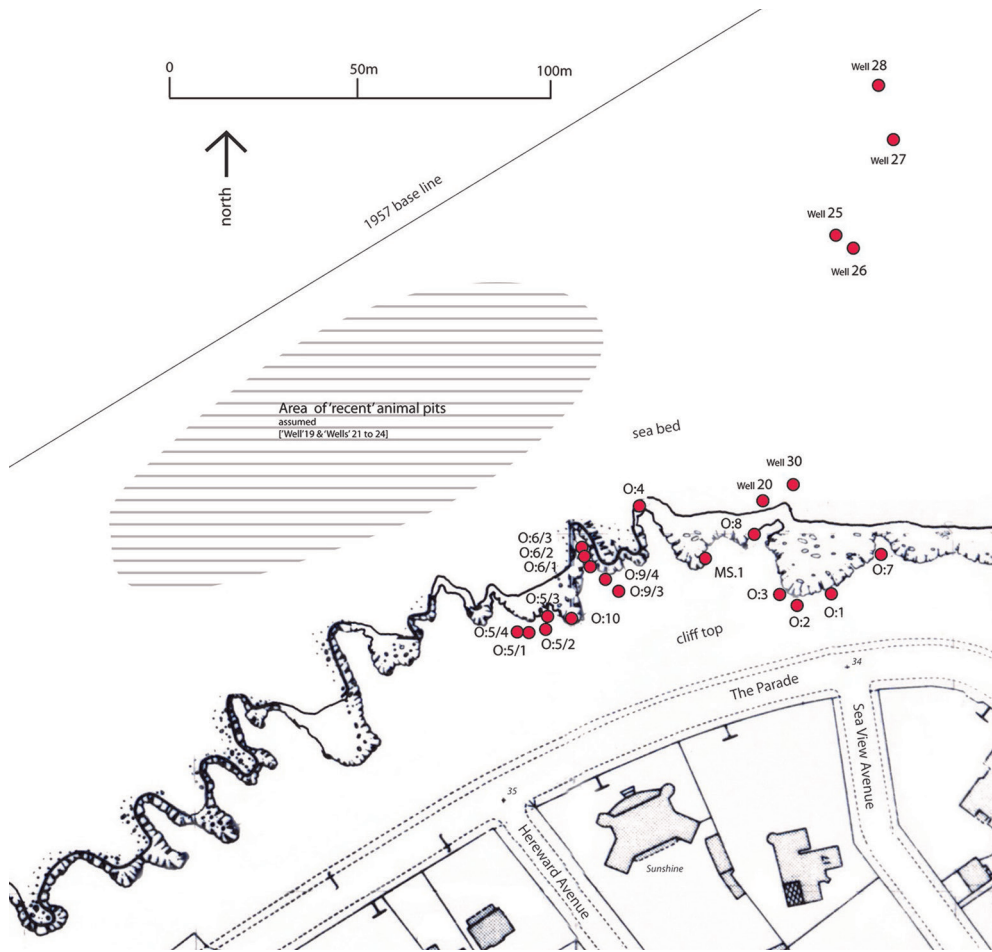 0 50m 100m
Well 28
north
Well 27
1957 base line
Well 25
Well 26
Area of 'recent' animal pits
assumed
['Well'19 & 'Wells' 21 to 24]
sea bed
Well 30
Well 20
O:4
O:8
O:6/3
O:6/2
O:6/1
MS.1
O:7
O:9/4
O:9/3
O:5/3
O:3
O:1
O:2
O:10
O:5/4
O:5/1
O:5/2
cliff top
34
The Parade
Sea View Avenue
35
Hereward Avenue
Sunshine